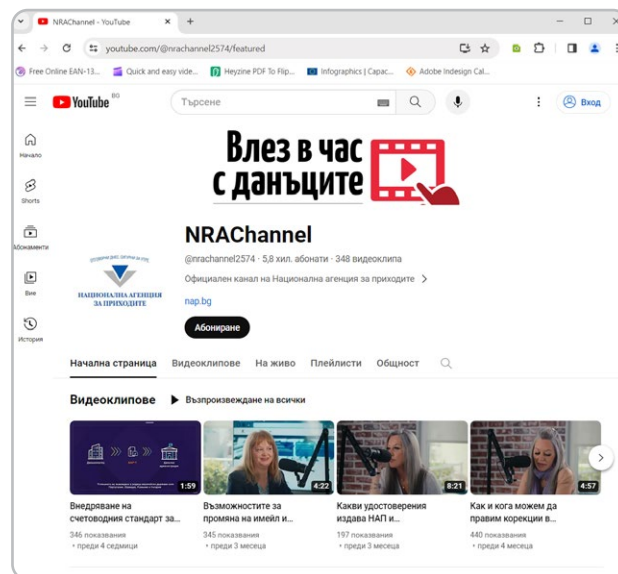 NRAChannel - YouTube
youtube.com/@nrachannel2574/featured
Free Online EAN-13... Quick and easy vide... Heyzine PDF To Flip... Infographics | Capac... Adobe Indesign Cal...
YouTube BG
Търсене
Вход
Начало
Shorts
Абонаменти
Вие
История
Влез в час
с данъците
НАЦИОНАЛНА АГЕНЦИЯ
ЗА ПРИХОДИТЕ
NRAChannel
@nrachannel2574 · 5,8 хил. абонати · 348 видеоклипа
Официален канал на Национална агенция за приходите
nap.bg
Абониране
Начална страница Видеоклипове На живо Плейлисти Общност
Видеоклипове Възпроизвеждане на всички
1:59
4:22
8:21
4:57
Внедряване на
счетоводния стандарт за...
346 показвания
• преди 4 седмици
Възможностите за
промяна на имейл и...
345 показвания
• преди 3 месеца
Какви удостоверения
издава НАП и...
197 показвания
• преди 3 месеца
Как и кога можем да
правим корекции в...
440 показвания
• преди 4 месеца